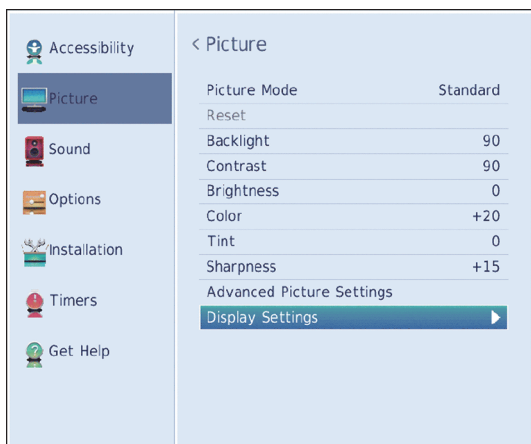 Accessibility
Picture
Sound
Options
Installation
Timers
Get Help
< Picture
Picture Mode Standard
Reset
Backlight 90
Contrast 90
Brightness 0
Color +20
Tint 0
Sharpness +15
Advanced Picture Settings
Display Settings